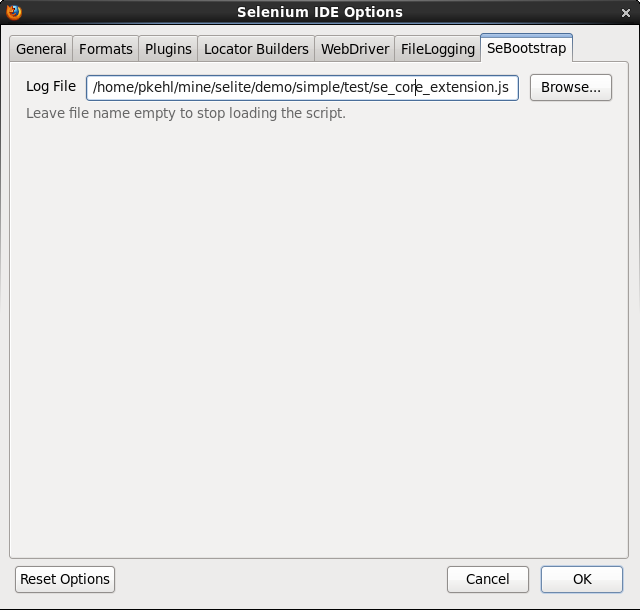 Selenium IDE Options
General Formats Plugins Locator Builders WebDriver FileLogging SeBootstrap
Log File /home/pkehl/mine/selite/demo/simple/test/se_core_extension.js Browse...
Leave file name empty to stop loading the script.
Reset Options Cancel OK